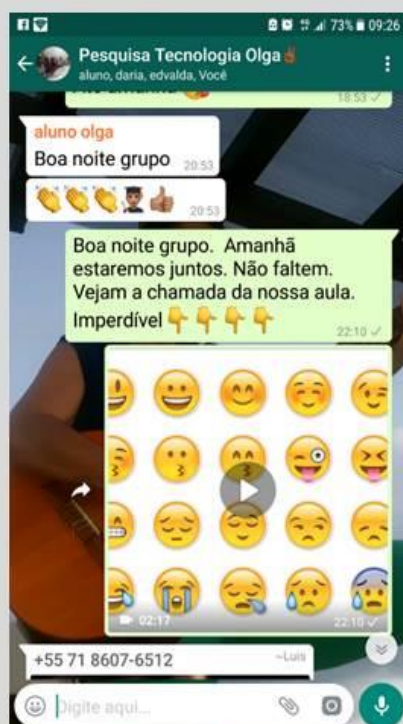 73% 09:26
Pesquisa Tecnologia Olga
aluno, daria, edvalda, Você
18:53
aluno olga
Boa noite grupo 20:53
20:53
Boa noite grupo. Amanhã
estaremos juntos. Não faltem.
Vejam a chamada da nossa aula.
Imperdível
22:10
02:17 22:10
+55 71 8607-6512 ~Luis
Digite aqui...